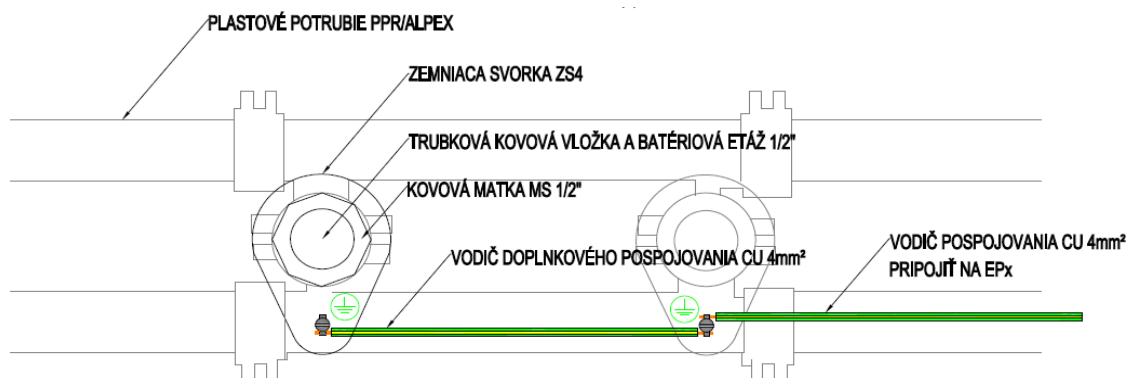 PLASTOVÉ POTRUBIE PPR/ALPEX
ZEMNIACA SVORKA ZS4
TRUBKOVÁ KOVOVÁ VLOŽKA A BATÉRIOVÁ ETÁŽ 1/2"
KOVOVÁ MATKA MS 1/2"
VODIČ DOPLNKOVÉHO POSPOJOVANIA CU 4mm²
VODIČ POSPOJOVANIA CU 4mm²
PRIPOJIŤ NA EPx